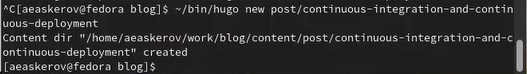 ^C[aeaskerov@fedora blog]$ ~/bin/hugo new post/continuous-integration-and-contin
uous-deployment
Content dir "/home/aeaskerov/work/blog/content/post/continuous-integration-and-c
ontinuous-deployment" created
[aeaskerov@fedora blog]$